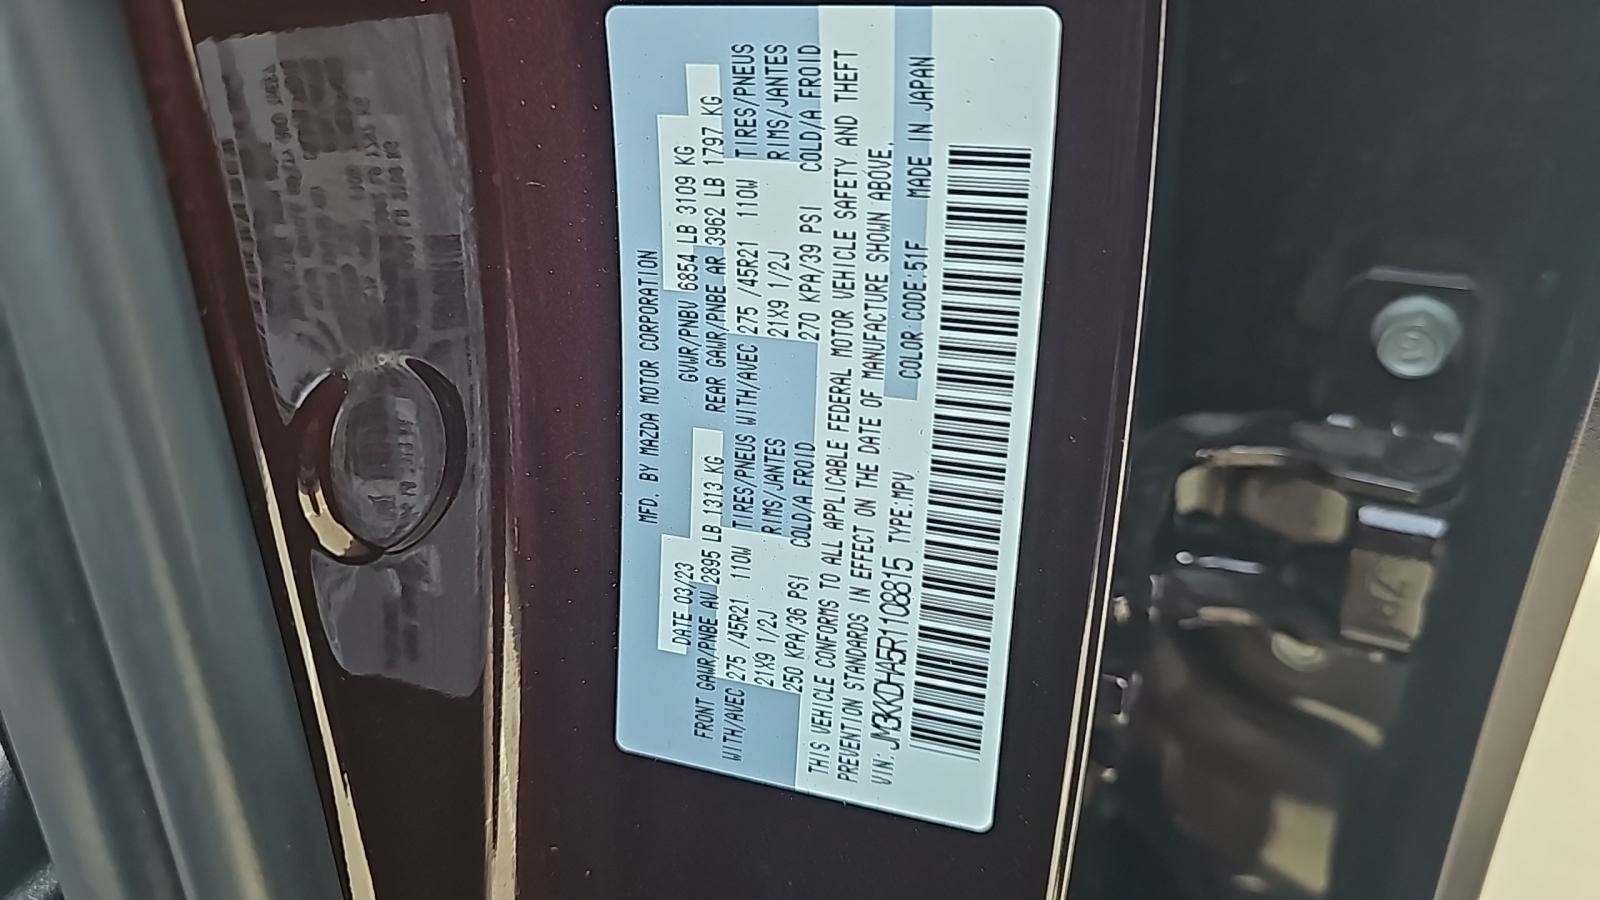 MFD. BY MAZDA MOTOR CORPORATION
DATE 03/23 GVWR/PNBV 6854 LB 3109 KG
FRONT GAWR/PNBE AV 2895 LB 1313 KG REAR GAWR/PNBE AR 3962 LB 1797 KG
WITH/AVEC 275 /45R21 110W TIRES/PNEUS WITH/AVEC 275 /45R21 110W TIRES/PNEUS
21X9 1/2J RIMS/JANTES 21X9 1/2J RIMS/JANTES
250 KPA/36 PSI COLD/A FROID 270 KPA/39 PSI COLD/A FROID
THIS VEHICLE CONFORMS TO ALL APPLICABLE FEDERAL MOTOR VEHICLE SAFETY AND THEFT
PREVENTION STANDARDS IN EFFECT ON THE DATE OF MANUFACTURE SHOWN ABOVE.
VIN: JM3KKDHA5R1108815 TYPE:MPV COLOR CODE:51F MADE IN JAPAN